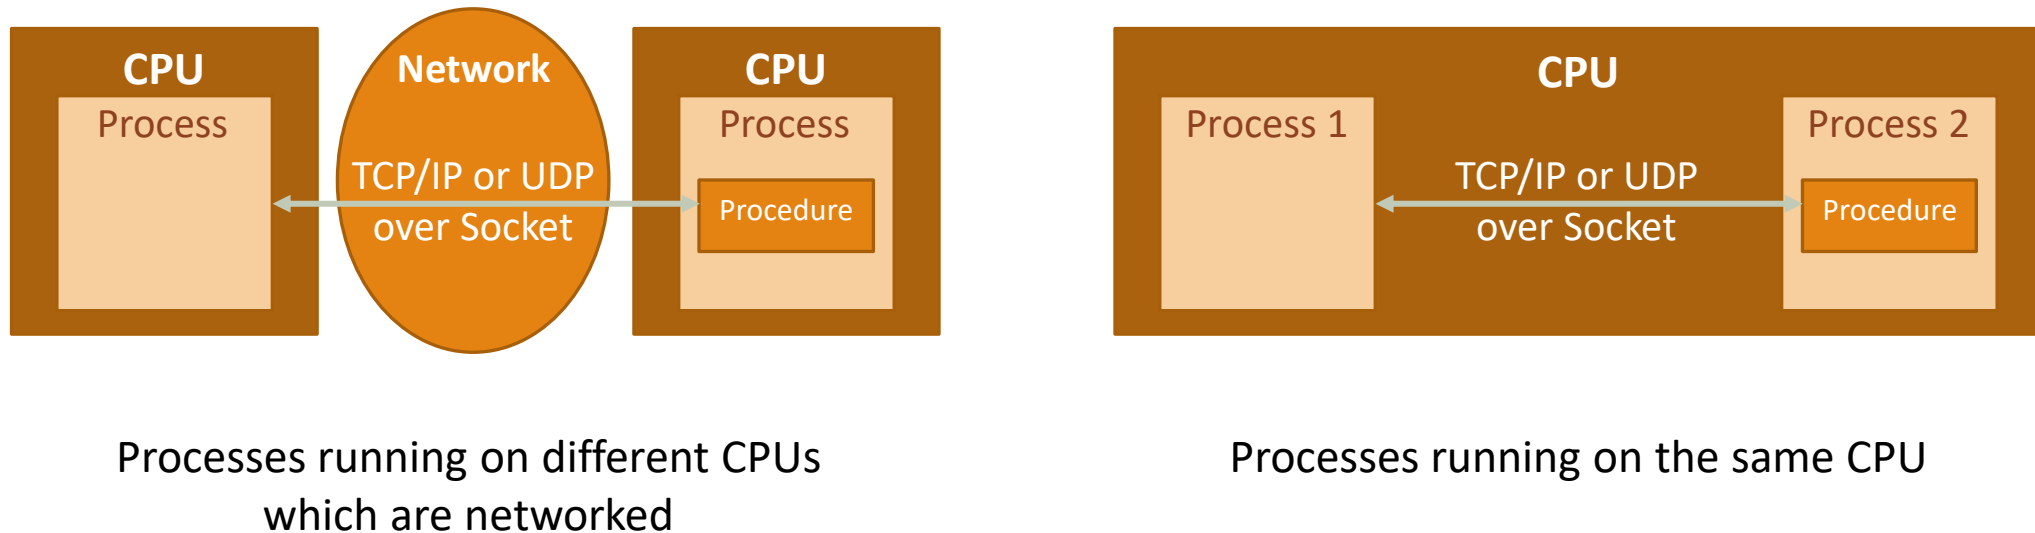 CPU
Process
Network
TCP/IP or UDP
over Socket
CPU
Process
Procedure
Processes running on different CPUs
which are networked
CPU
Process 1
TCP/IP or UDP
over Socket
Process 2
Procedure
Processes running on the same CPU